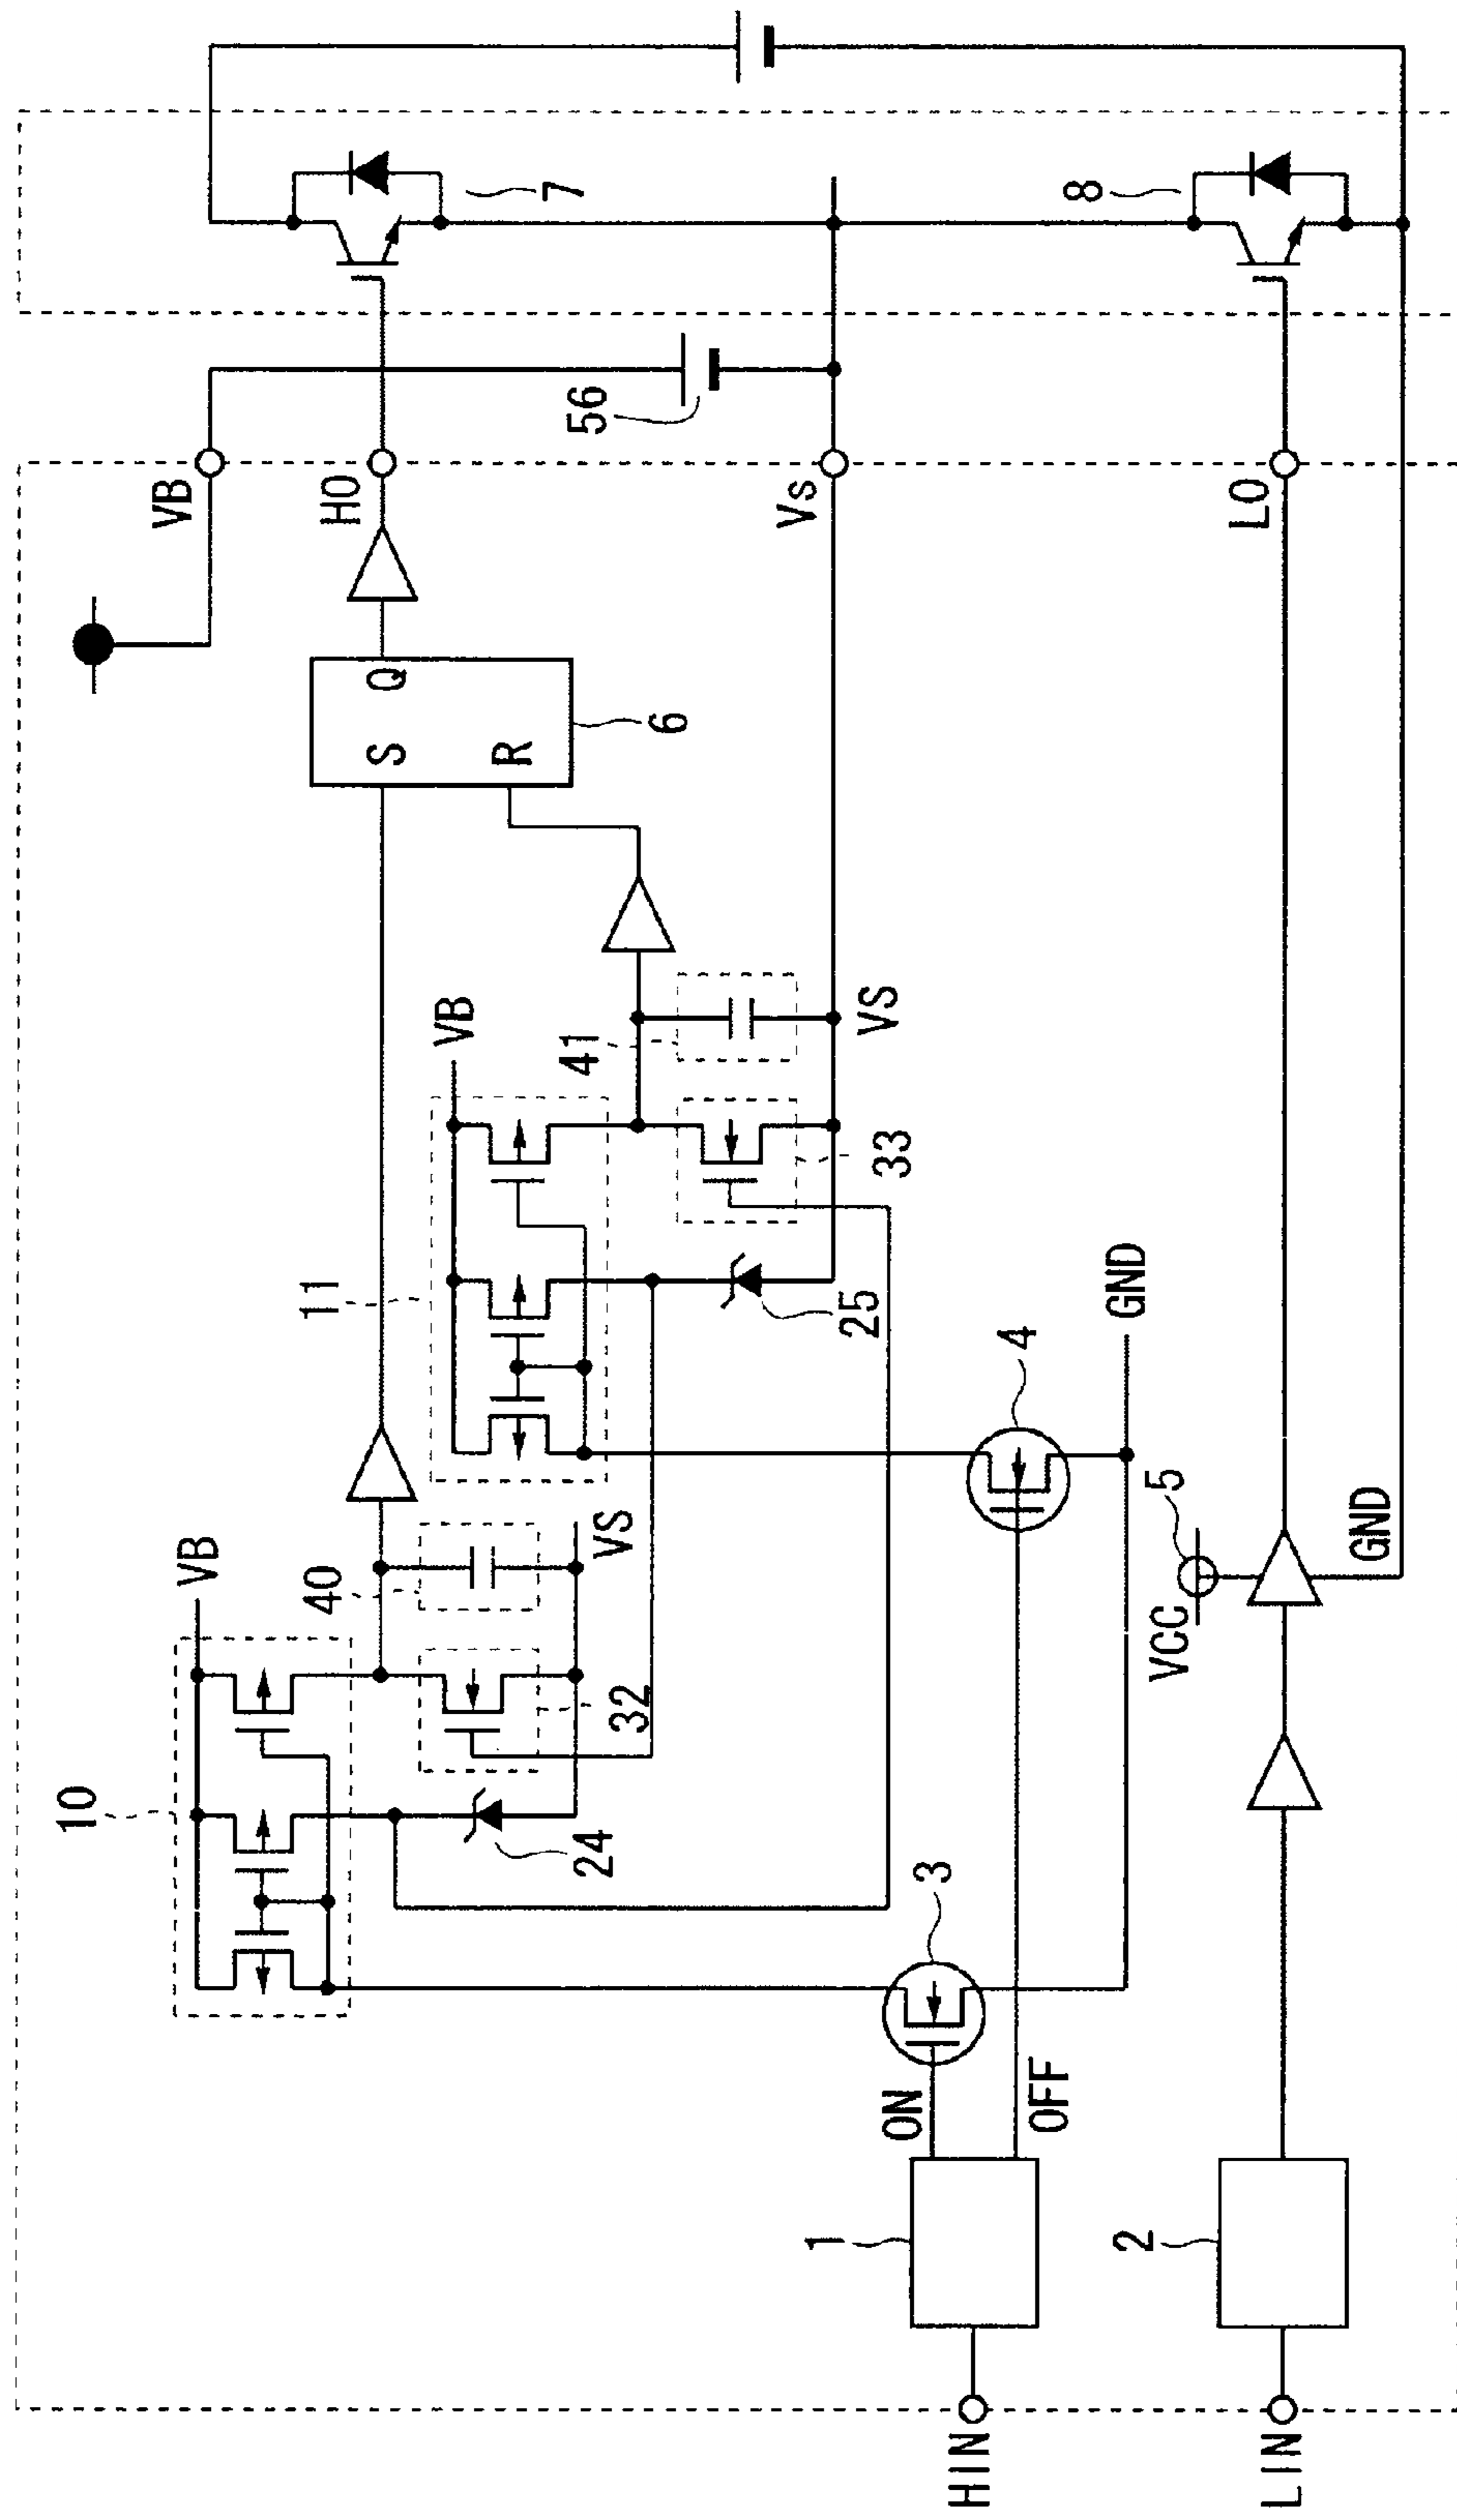 10
VB
VB
HO
40
VS
32
24
11
VB
41
VS
33
25
S
Q
R
6
56
7
Vs
3
4
GND
ON
OFF
1
HIN
2
LIN
VCC
5
GND
LO
8